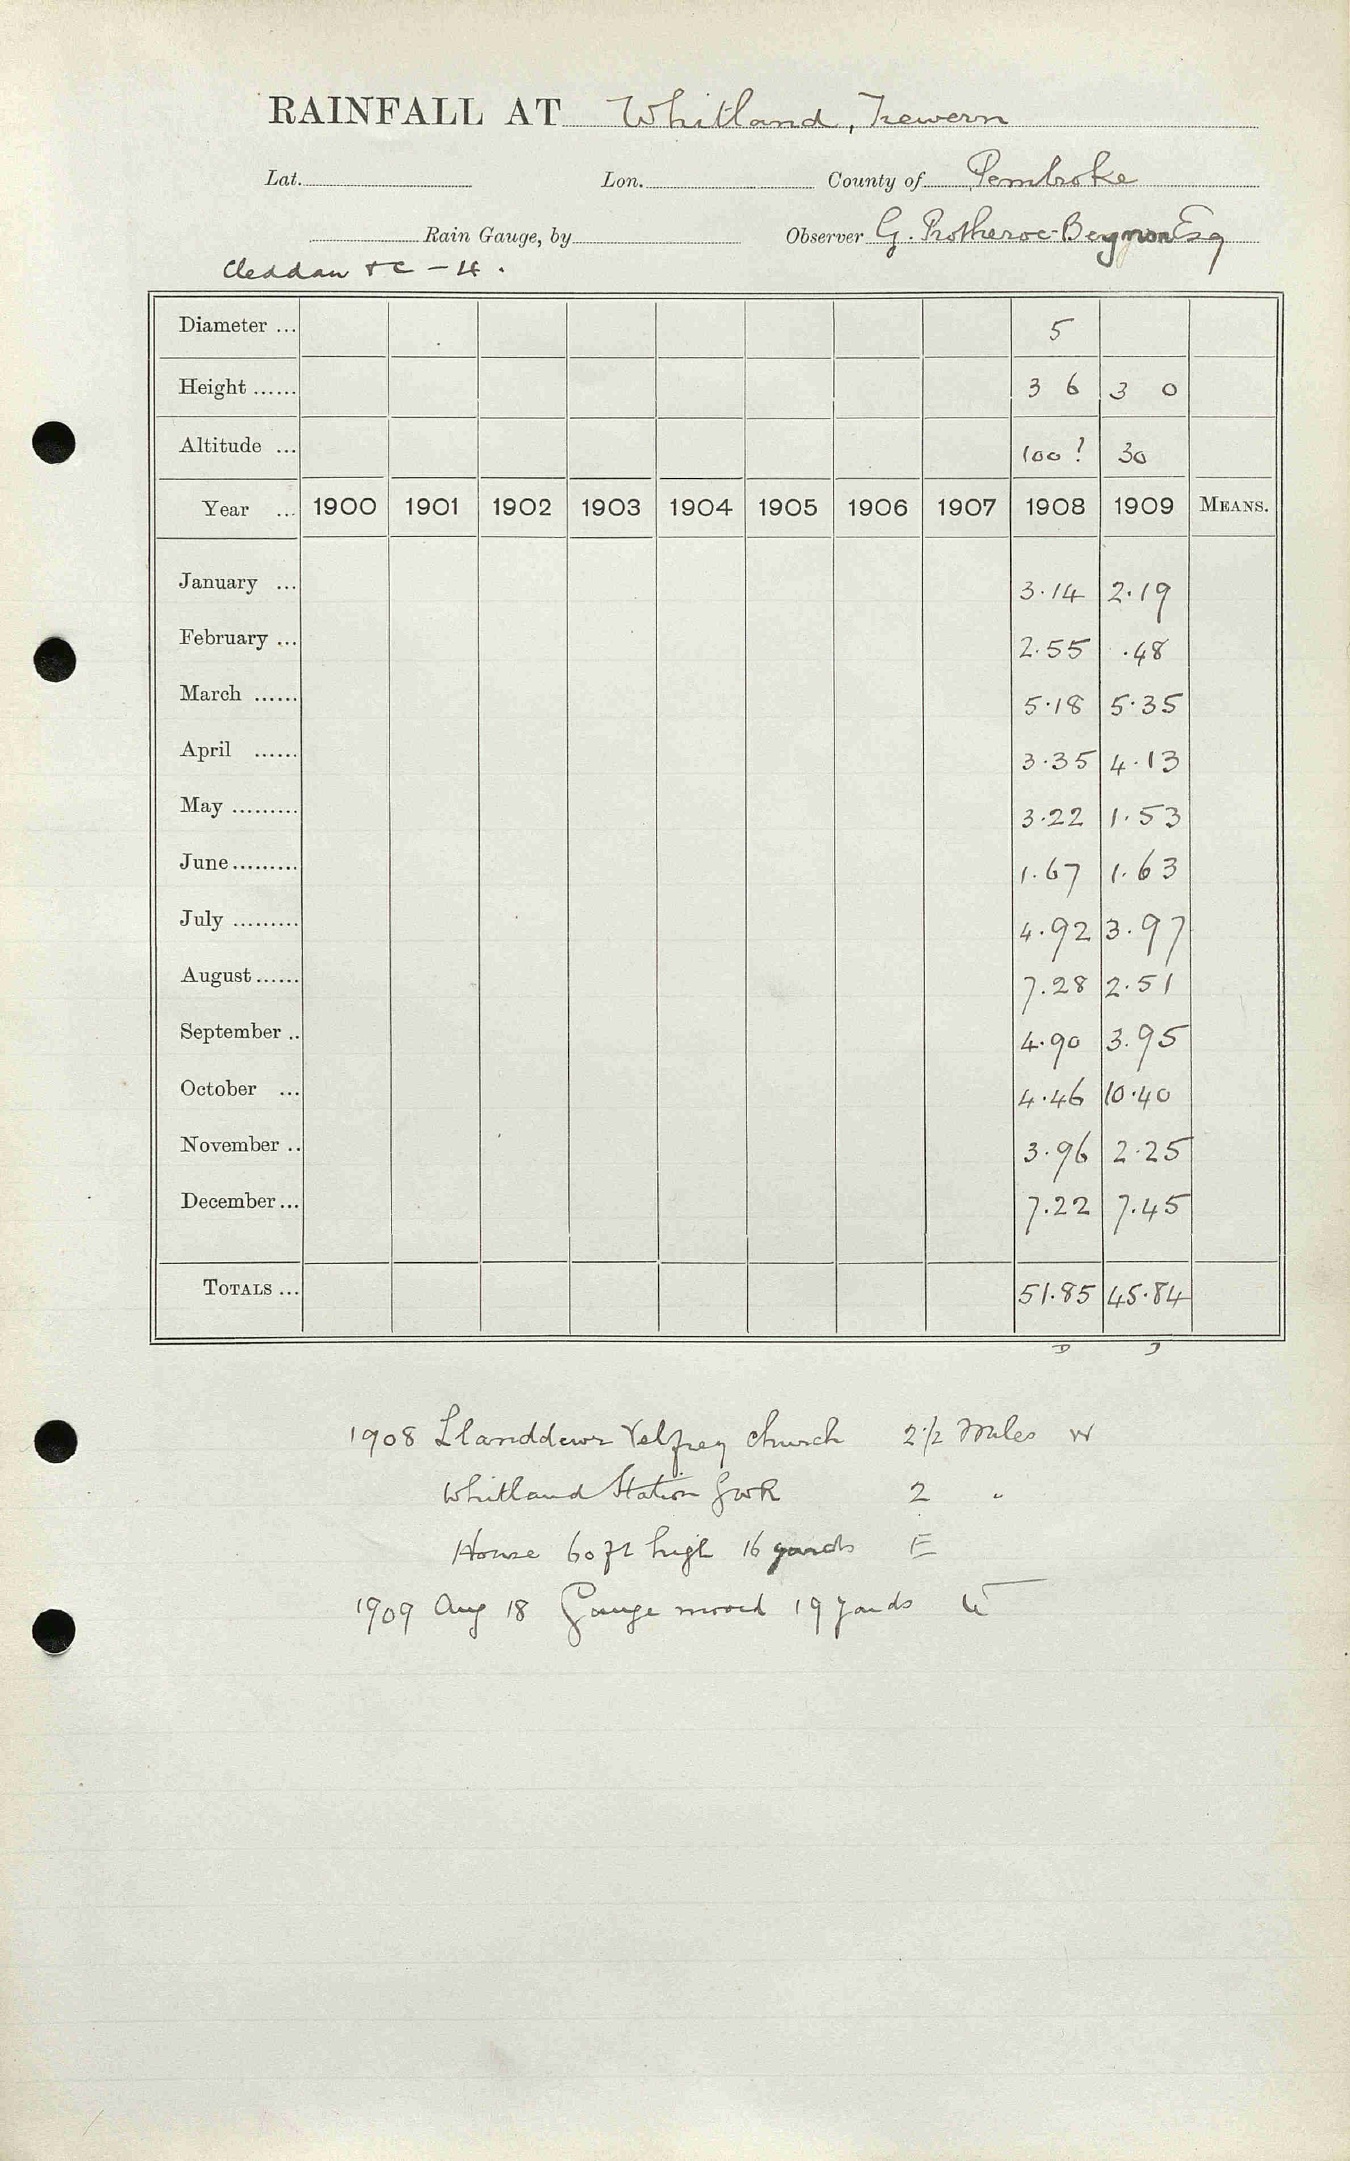 RAINFALL AT Whitland, Trewern
Lat. Lon. County of Pembroke
Rain Gauge, by Observer G. Protheroe-Beynon Esq
Cleddau &c - 4.
Diameter ... 5
Height ...... 3 6 3 0
Altitude ... 100? 30
Year ... 1900 1901 1902 1903 1904 1905 1906 1907 1908 1909 MEANS.
January ... 3.14 2.19
February ... 2.55 .48
March ...... 5.18 5.35
April ...... 3.35 4.13
May ......... 3.22 1.53
June ......... 1.67 1.63
July ......... 4.92 3.97
August ...... 7.28 2.51
September .. 4.90 3.95
October ... 4.46 10.40
November .. 3.96 2.25
December ... 7.22 7.45
TOTALS ... 51.85 45.84
D J
1908 Llanddewi Velfrey Church 2 1/2 Miles W
Whitland Station GWR 2 "
House 60 ft high 16 yards E
1909 Aug 18 Gauge moved 19 yards